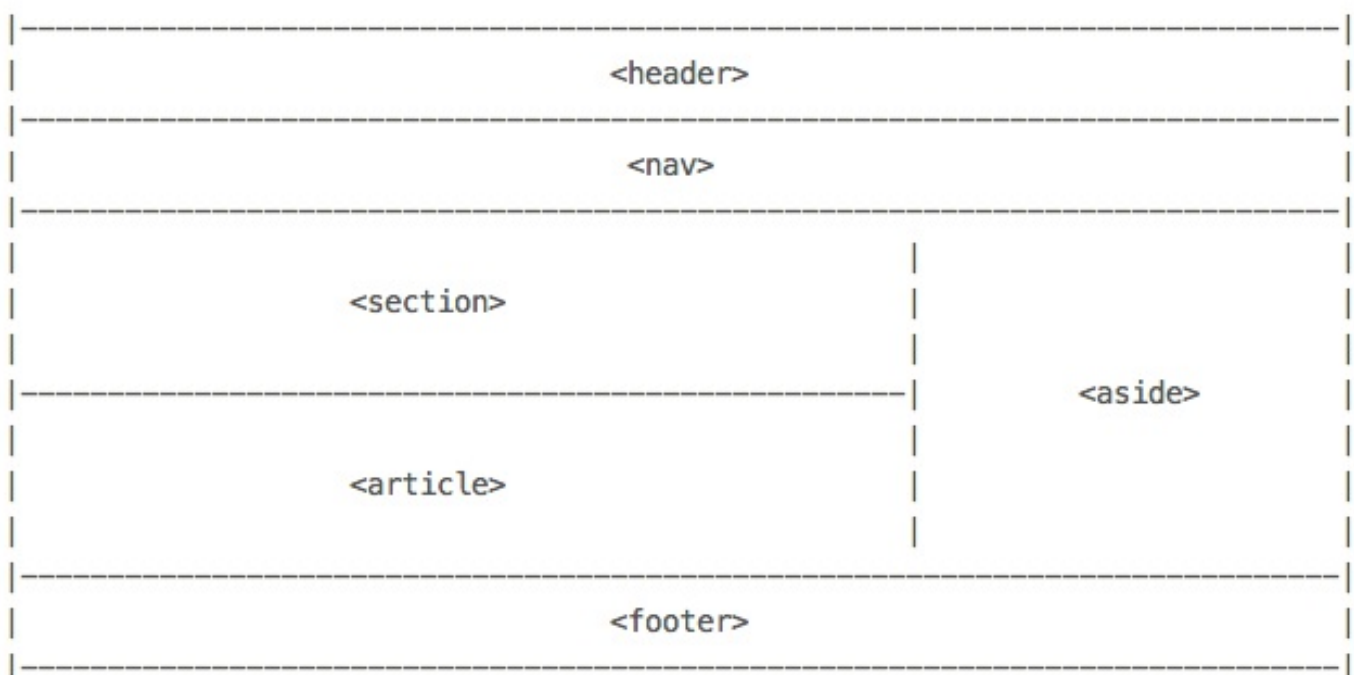 <header>
<nav>
<section>
<aside>
<article>
<footer>